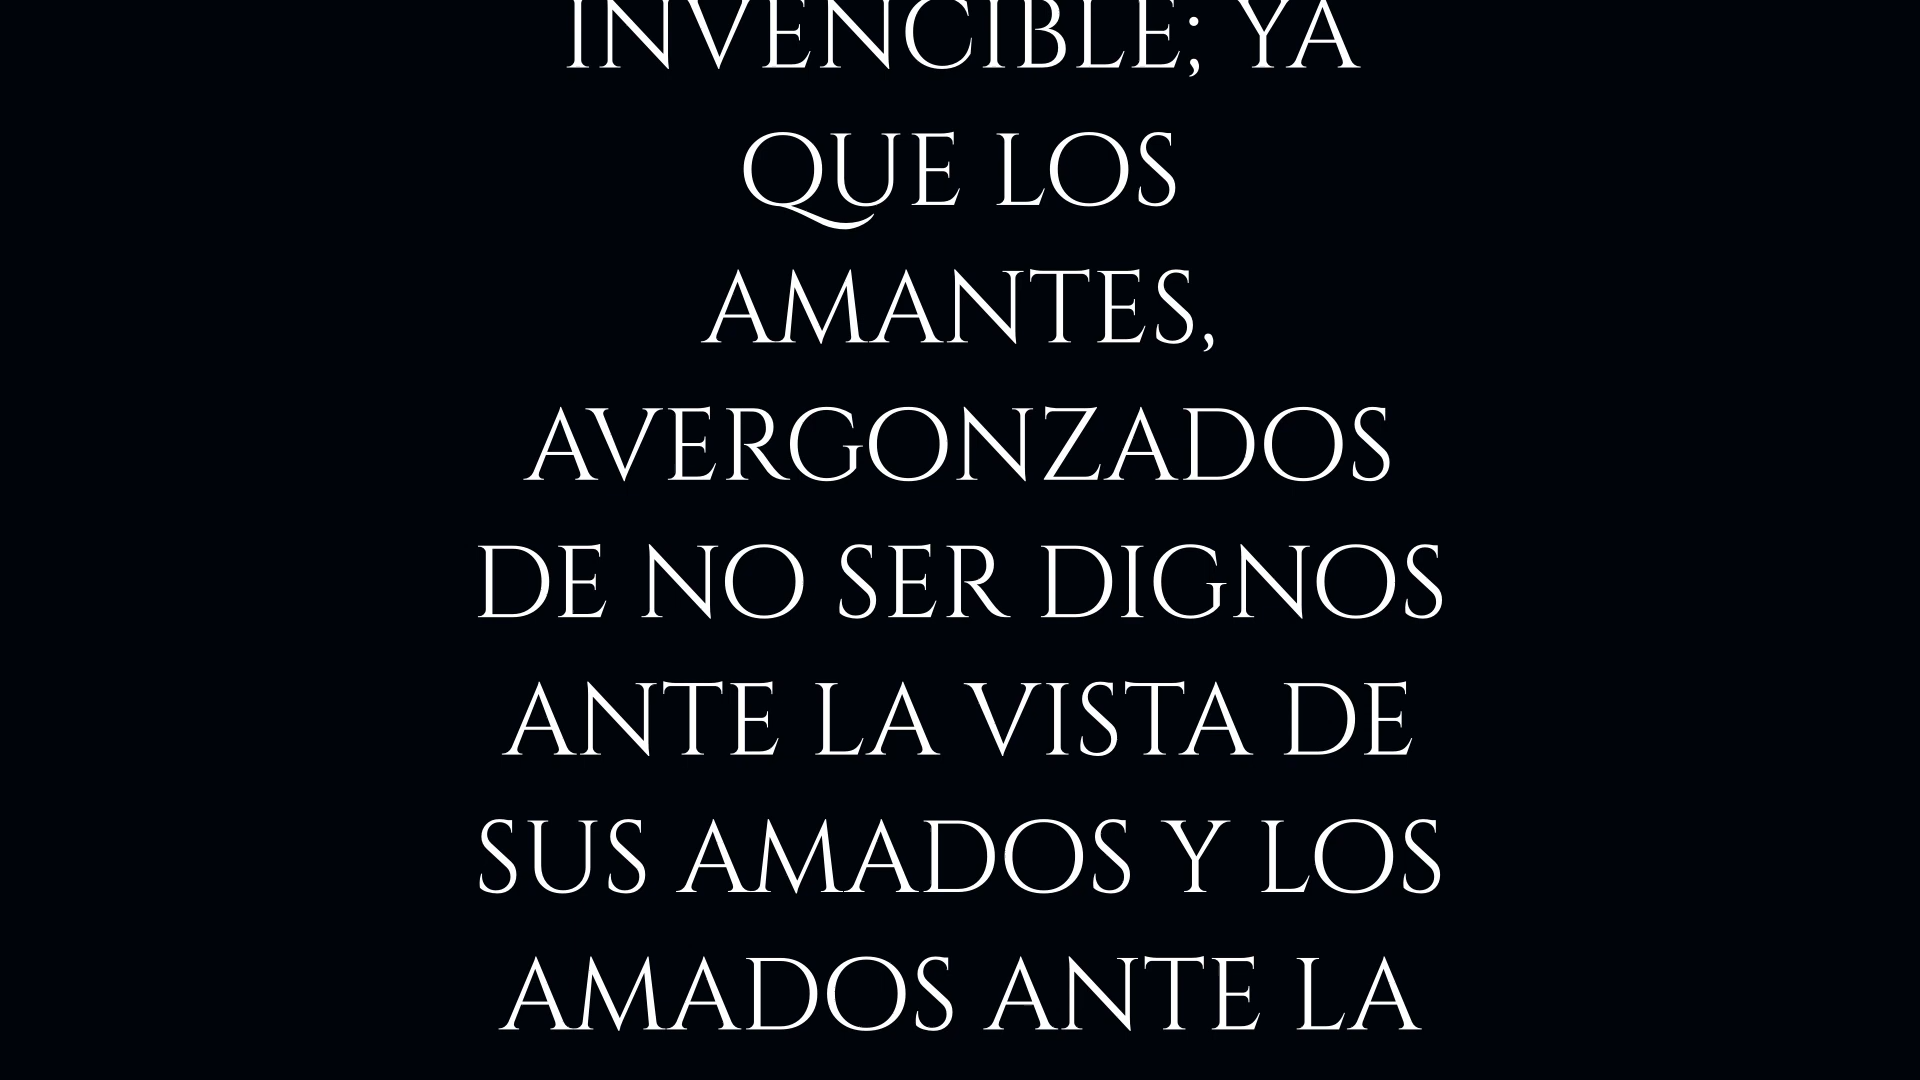 INVENCIBLE; YA
QUE LOS
AMANTES,
AVERGONZADOS
DE NO SER DIGNOS
ANTE LA VISTA DE
SUS AMADOS Y LOS
AMADOS ANTE LA